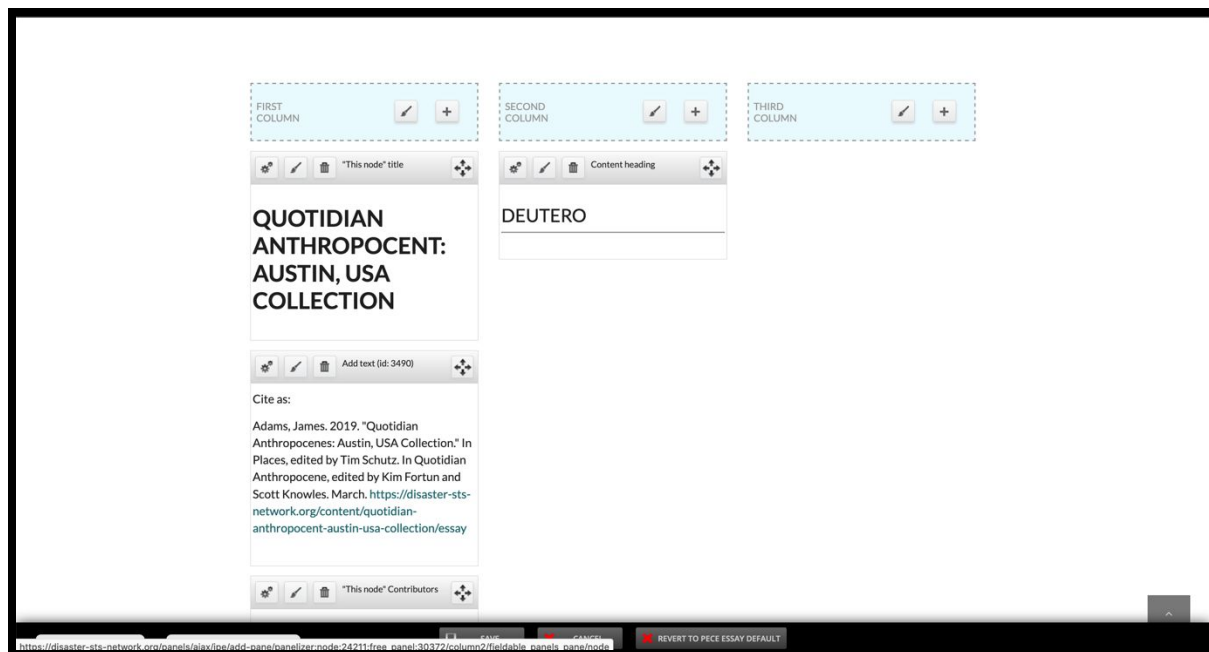 FIRST
COLUMN
SECOND
COLUMN
THIRD
COLUMN
"This node" title
QUOTIDIAN
ANTHROPOCENT:
AUSTIN, USA
COLLECTION
Add text (id: 3490)
Cite as:
Adams, James. 2019. "Quotidian
Anthropocenes: Austin, USA Collection." In
Places, edited by Tim Schutz. In Quotidian
Anthropocene, edited by Kim Fortun and
Scott Knowles. March. https://disaster-sts-
network.org/content/quotidian-
anthropocent-austin-usa-collection/essay
"This node" Contributors
Content heading
DEUTERO
SAVE
CANCEL
REVERT TO PECE ESSAY DEFAULT
https://disaster-sts-network.org/panels/ajax/ipe/add-pane/panelizer:node:24211:free_panel:30372/column2/fieldable_panels_pane/node